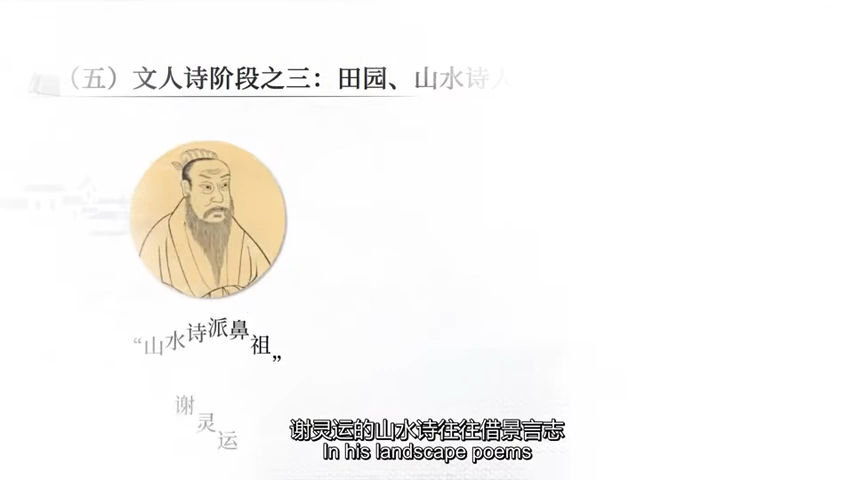 （五）文人诗阶段之三：田园、山水诗人
“山水诗派鼻祖”
谢灵运
谢灵运的山水诗往往借景言志
In his landscape poems